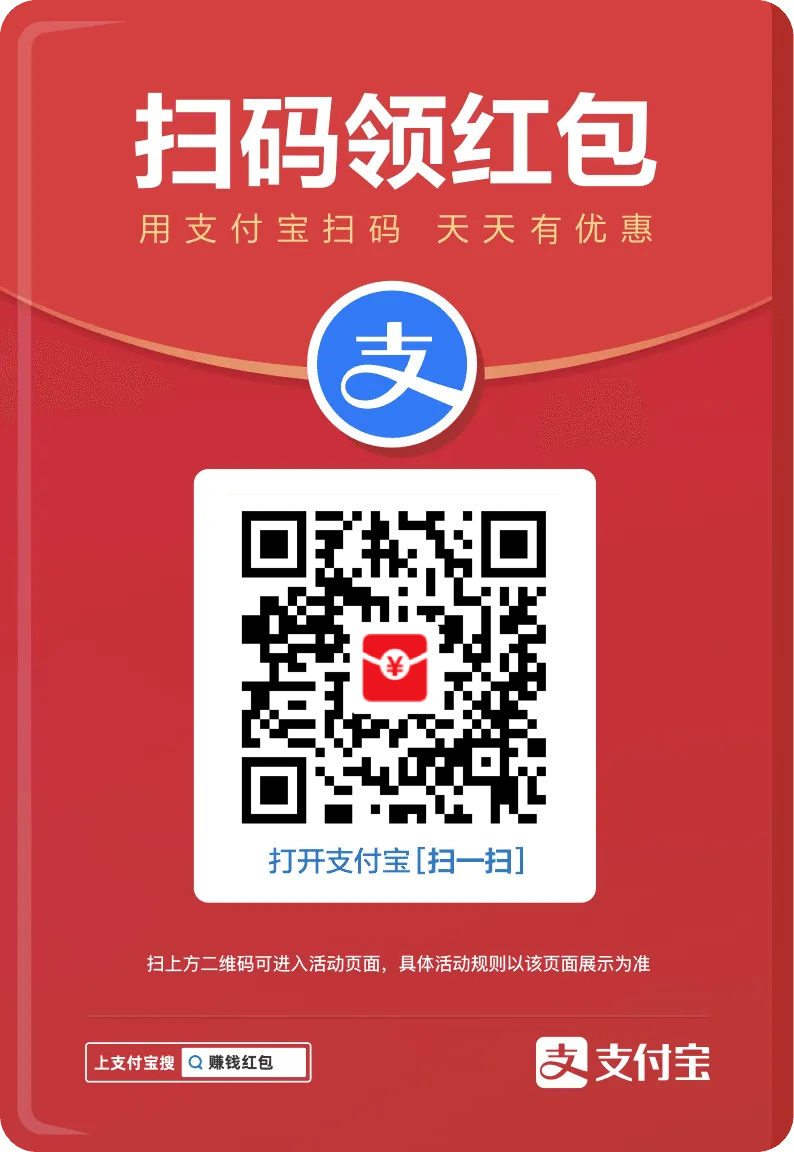 扫码领红包
用支付宝扫码 天天有优惠
支
¥
打开支付宝[扫一扫]
扫上方二维码可进入活动页面，具体活动规则以该页面展示为准
上支付宝搜 赚钱红包
支 支付宝